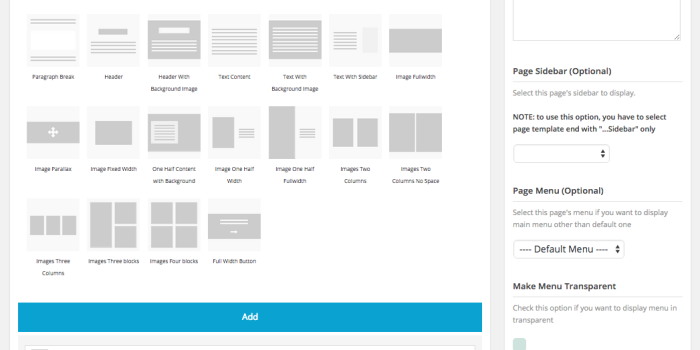 Paragraph Break
Header
Header With
Background Image
Text Content
Text With
Background Image
Text With Sidebar
Image Fullwidth
Image Parallax
Image Fixed Width
One Half Content
with Background
Image One Half
Width
Image One Half
Fullwidth
Images Two
Columns
Images Two
Columns No Space
Images Three
Columns
Images Three blocks
Images Four blocks
Full Width Button
Add
Page Sidebar (Optional)
Select this page's sidebar to display.
NOTE: to use this option, you have to select
page template end with "...Sidebar" only
Page Menu (Optional)
Select this page's menu if you want to display
main menu other than default one
---- Default Menu ----
Make Menu Transparent
Check this option if you want to display menu in
transparent